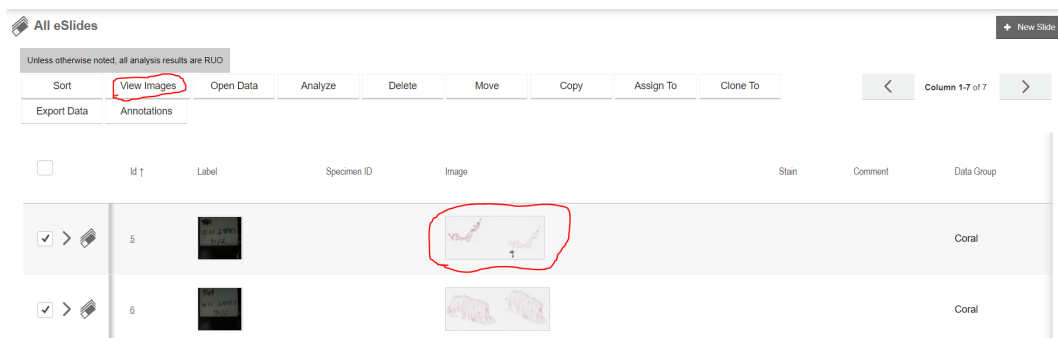 All eSlides
+ New Slide
Unless otherwise noted, all analysis results are RUO
Sort View Images Open Data Analyze Delete Move Copy Assign To Clone To < Column 1-7 of 7 >
Export Data Annotations
Id ↑ Label Specimen ID Image Stain Comment Data Group
5 Coral
6 Coral